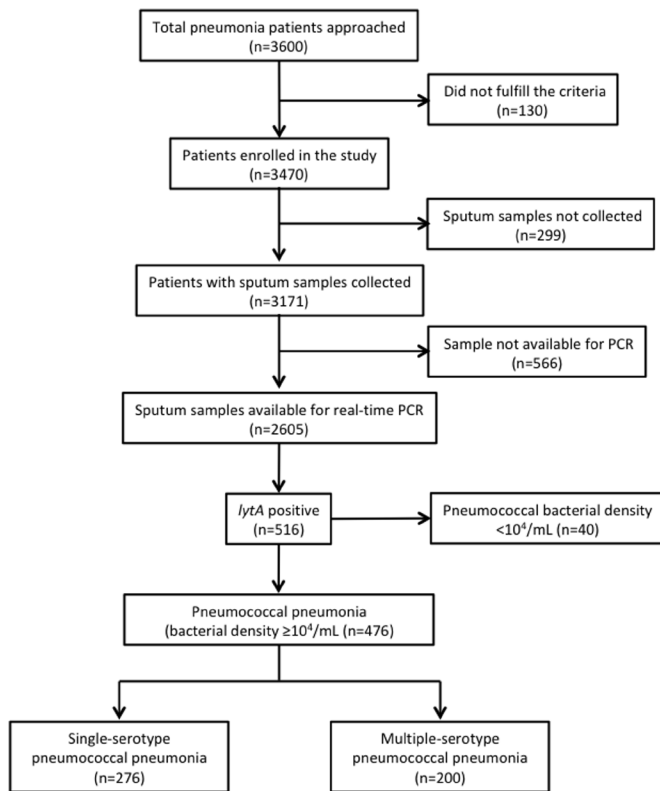 Total pneumonia patients approached
(n=3600)
Did not fulfill the criteria
(n=130)
Patients enrolled in the study
(n=3470)
Sputum samples not collected
(n=299)
Patients with sputum samples collected
(n=3171)
Sample not available for PCR
(n=566)
Sputum samples available for real-time PCR
(n=2605)
lytA positive
(n=516)
Pneumococcal bacterial density
<10⁴/mL (n=40)
Pneumococcal pneumonia
(bacterial density ≥10⁴/mL (n=476)
Single-serotype
pneumococcal pneumonia
(n=276)
Multiple-serotype
pneumococcal pneumonia
(n=200)